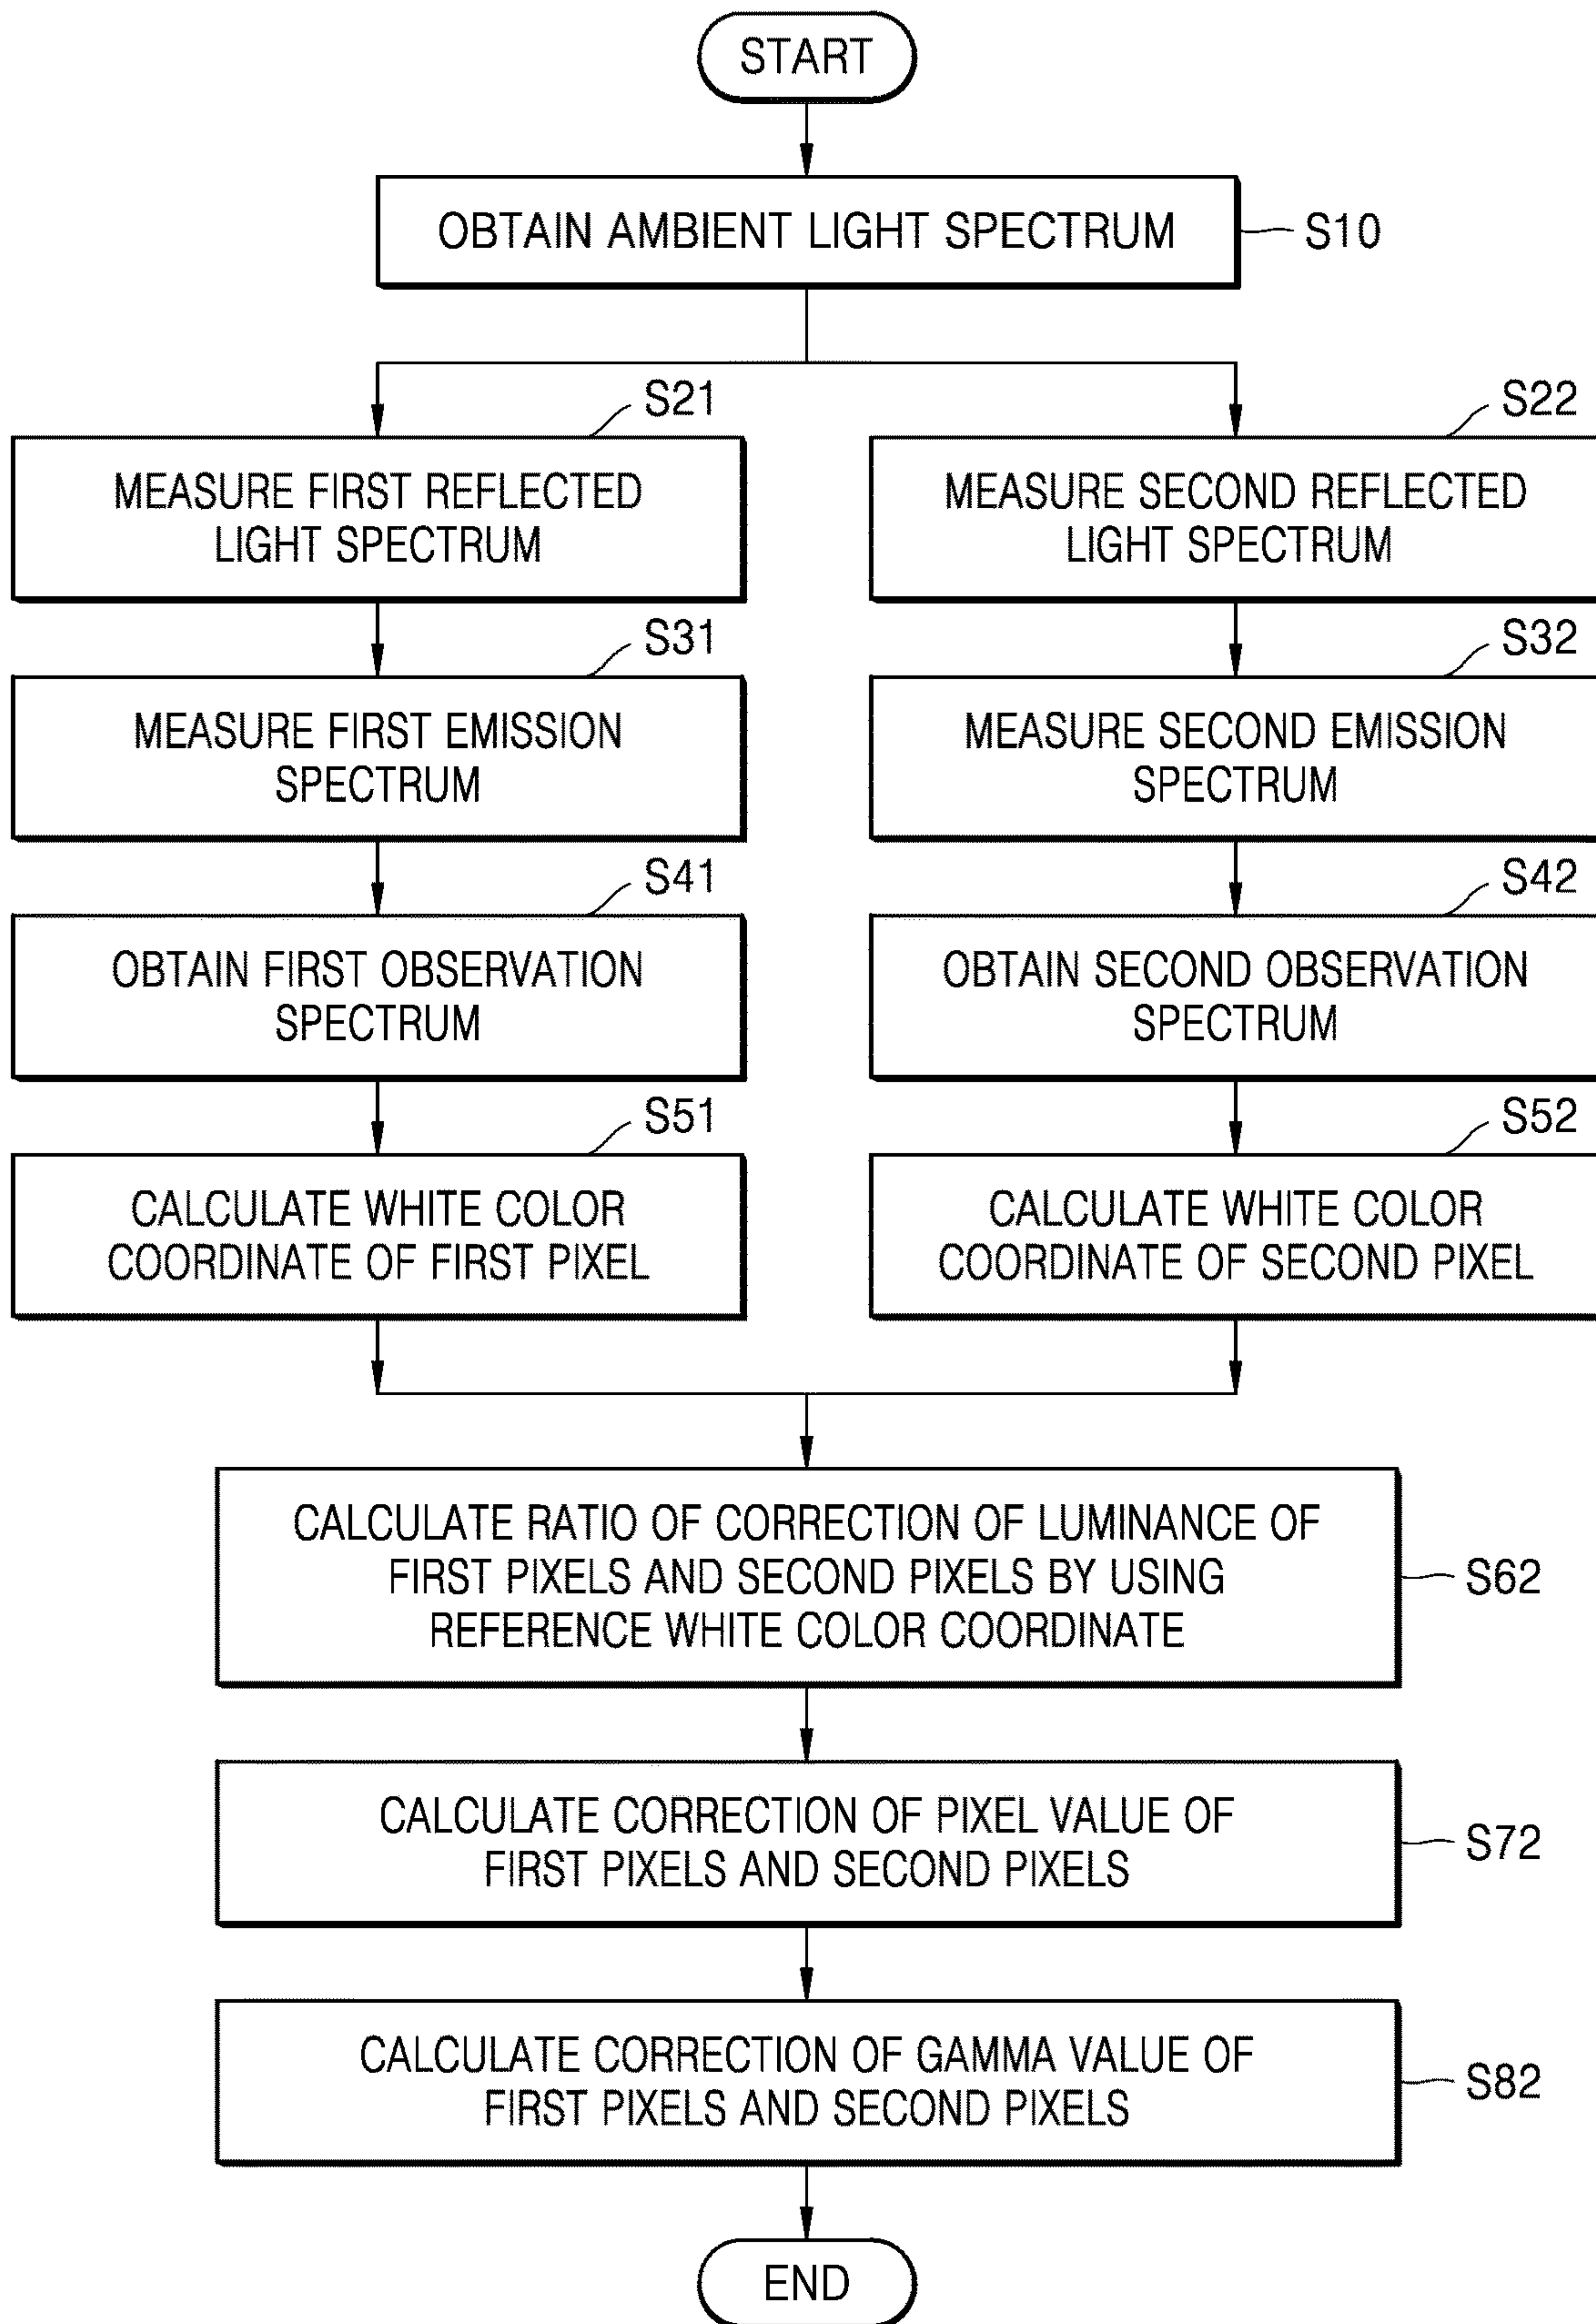 START
OBTAIN AMBIENT LIGHT SPECTRUM
S10
S21
MEASURE FIRST REFLECTED
LIGHT SPECTRUM
S22
MEASURE SECOND REFLECTED
LIGHT SPECTRUM
S31
MEASURE FIRST EMISSION
SPECTRUM
S32
MEASURE SECOND EMISSION
SPECTRUM
S41
OBTAIN FIRST OBSERVATION
SPECTRUM
S42
OBTAIN SECOND OBSERVATION
SPECTRUM
S51
CALCULATE WHITE COLOR
COORDINATE OF FIRST PIXEL
S52
CALCULATE WHITE COLOR
COORDINATE OF SECOND PIXEL
CALCULATE RATIO OF CORRECTION OF LUMINANCE OF
FIRST PIXELS AND SECOND PIXELS BY USING
REFERENCE WHITE COLOR COORDINATE
S62
CALCULATE CORRECTION OF PIXEL VALUE OF
FIRST PIXELS AND SECOND PIXELS
S72
CALCULATE CORRECTION OF GAMMA VALUE OF
FIRST PIXELS AND SECOND PIXELS
S82
END